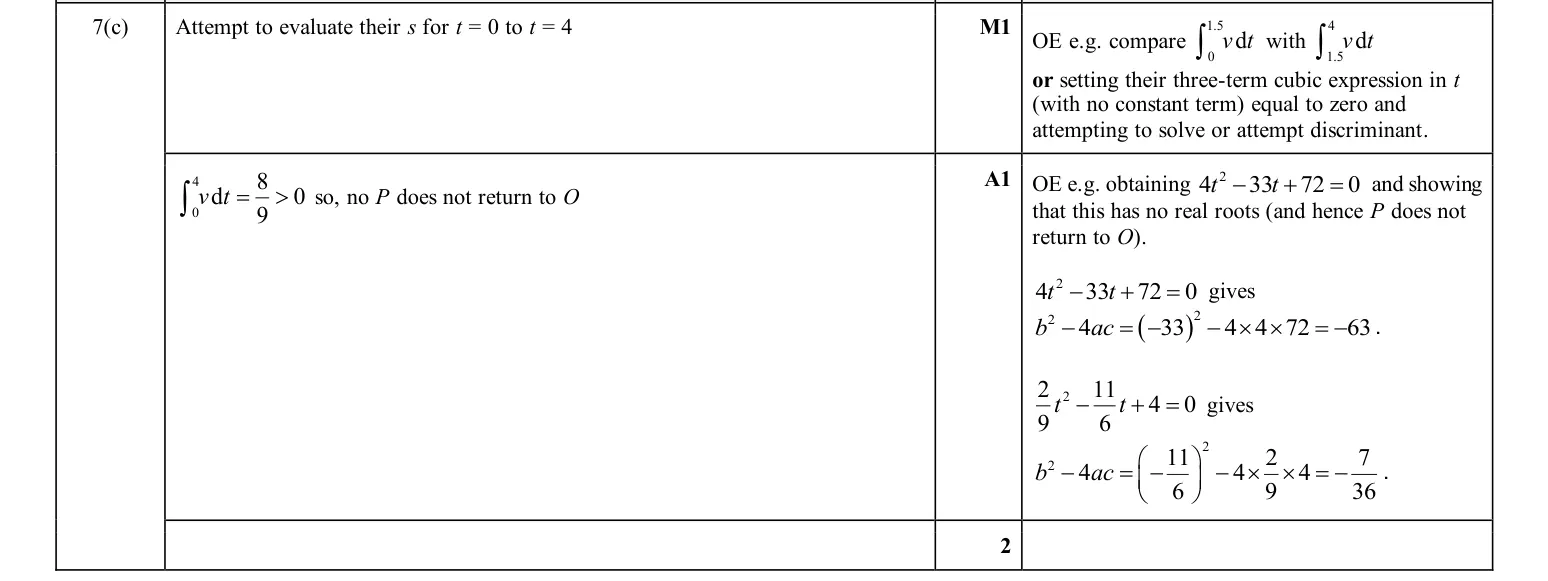 7(c)
Attempt to evaluate their s for t = 0 to t = 4
M1
OE e.g. compare ∫₀^1.5 v dt with ∫₁.₅^4 v dt
or setting their three-term cubic expression in t
(with no constant term) equal to zero and
attempting to solve or attempt discriminant.
∫₀^4 v dt = 8/9 > 0 so, no P does not return to O
A1
OE e.g. obtaining 4t² − 33t + 72 = 0 and showing
that this has no real roots (and hence P does not
return to O).
4t² − 33t + 72 = 0 gives
b² − 4ac = (−33)² − 4×4×72 = −63.
2/9 t² − 11/6 t + 4 = 0 gives
b² − 4ac = (−11/6)² − 4×2/9×4 = −7/36.
2